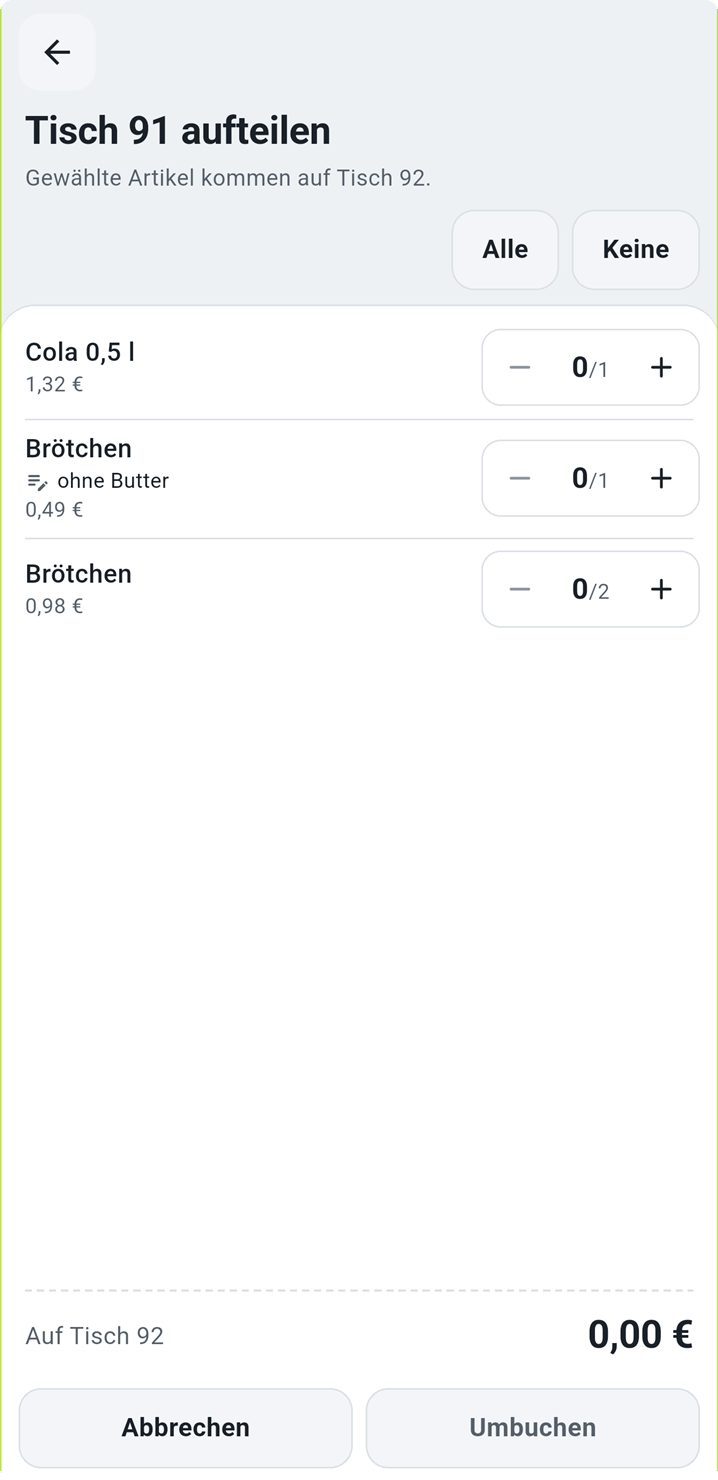 Tisch 91 aufteilen
Gewählte Artikel kommen auf Tisch 92.
Alle Keine
Cola 0,5 l
1,32 €
0/1
Brötchen
ohne Butter
0,49 €
0/1
Brötchen
0,98 €
0/2
Auf Tisch 92 0,00 €
Abbrechen Umbuchen